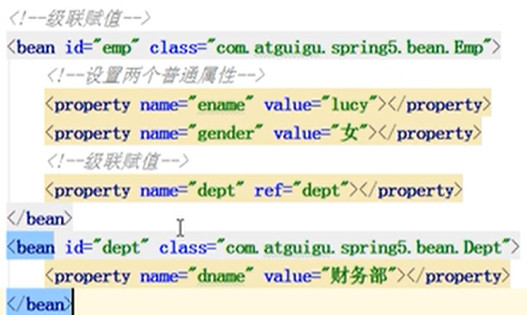 <!--级联赋值-->
<bean id="emp" class="com.atguigu.spring5.bean.Emp">
<!--设置两个普通属性-->
<property name="ename" value="lucy"></property>
<property name="gender" value="女"></property>
<!--级联赋值-->
<property name="dept" ref="dept"></property>
</bean>
<bean id="dept" class="com.atguigu.spring5.bean.Dept">
<property name="dname" value="财务部"></property>
</bean>